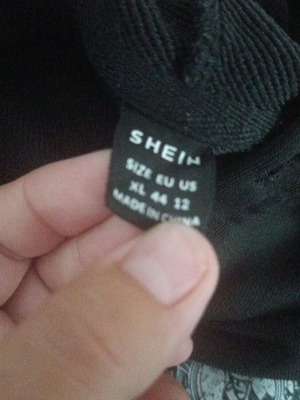 SHEIN
SIZE EU US
XL 44 12
MADE IN CHINA